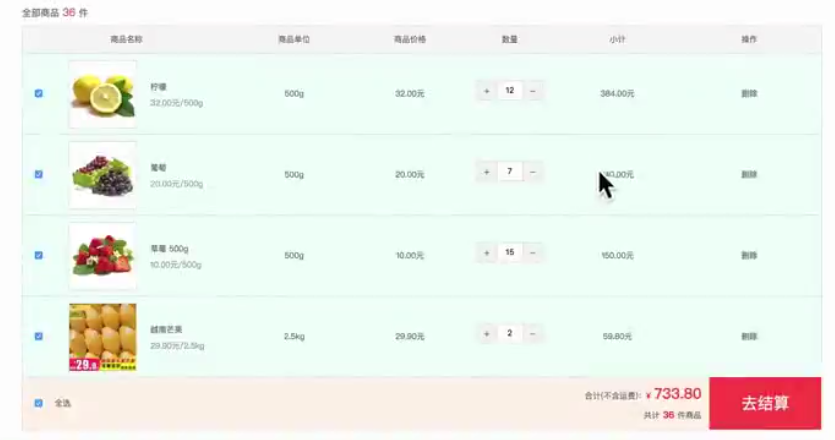 全部商品 36 件
商品名称 商品单位 商品价格 数量 小计 操作
柠檬
32.00元/500g
500g 32.00元 + 12 − 384.00元 删除
葡萄
20.00元/500g
500g 20.00元 + 7 − 删除
草莓 500g
10.00元/500g
500g 10.00元 + 15 − 150.00元 删除
越南芒果
29.90元/2.5kg
2.5kg 29.90元 + 2 − 59.80元 删除
29.8
全选
合计(不含运费): ¥ 733.80
共计 36 件商品
去结算